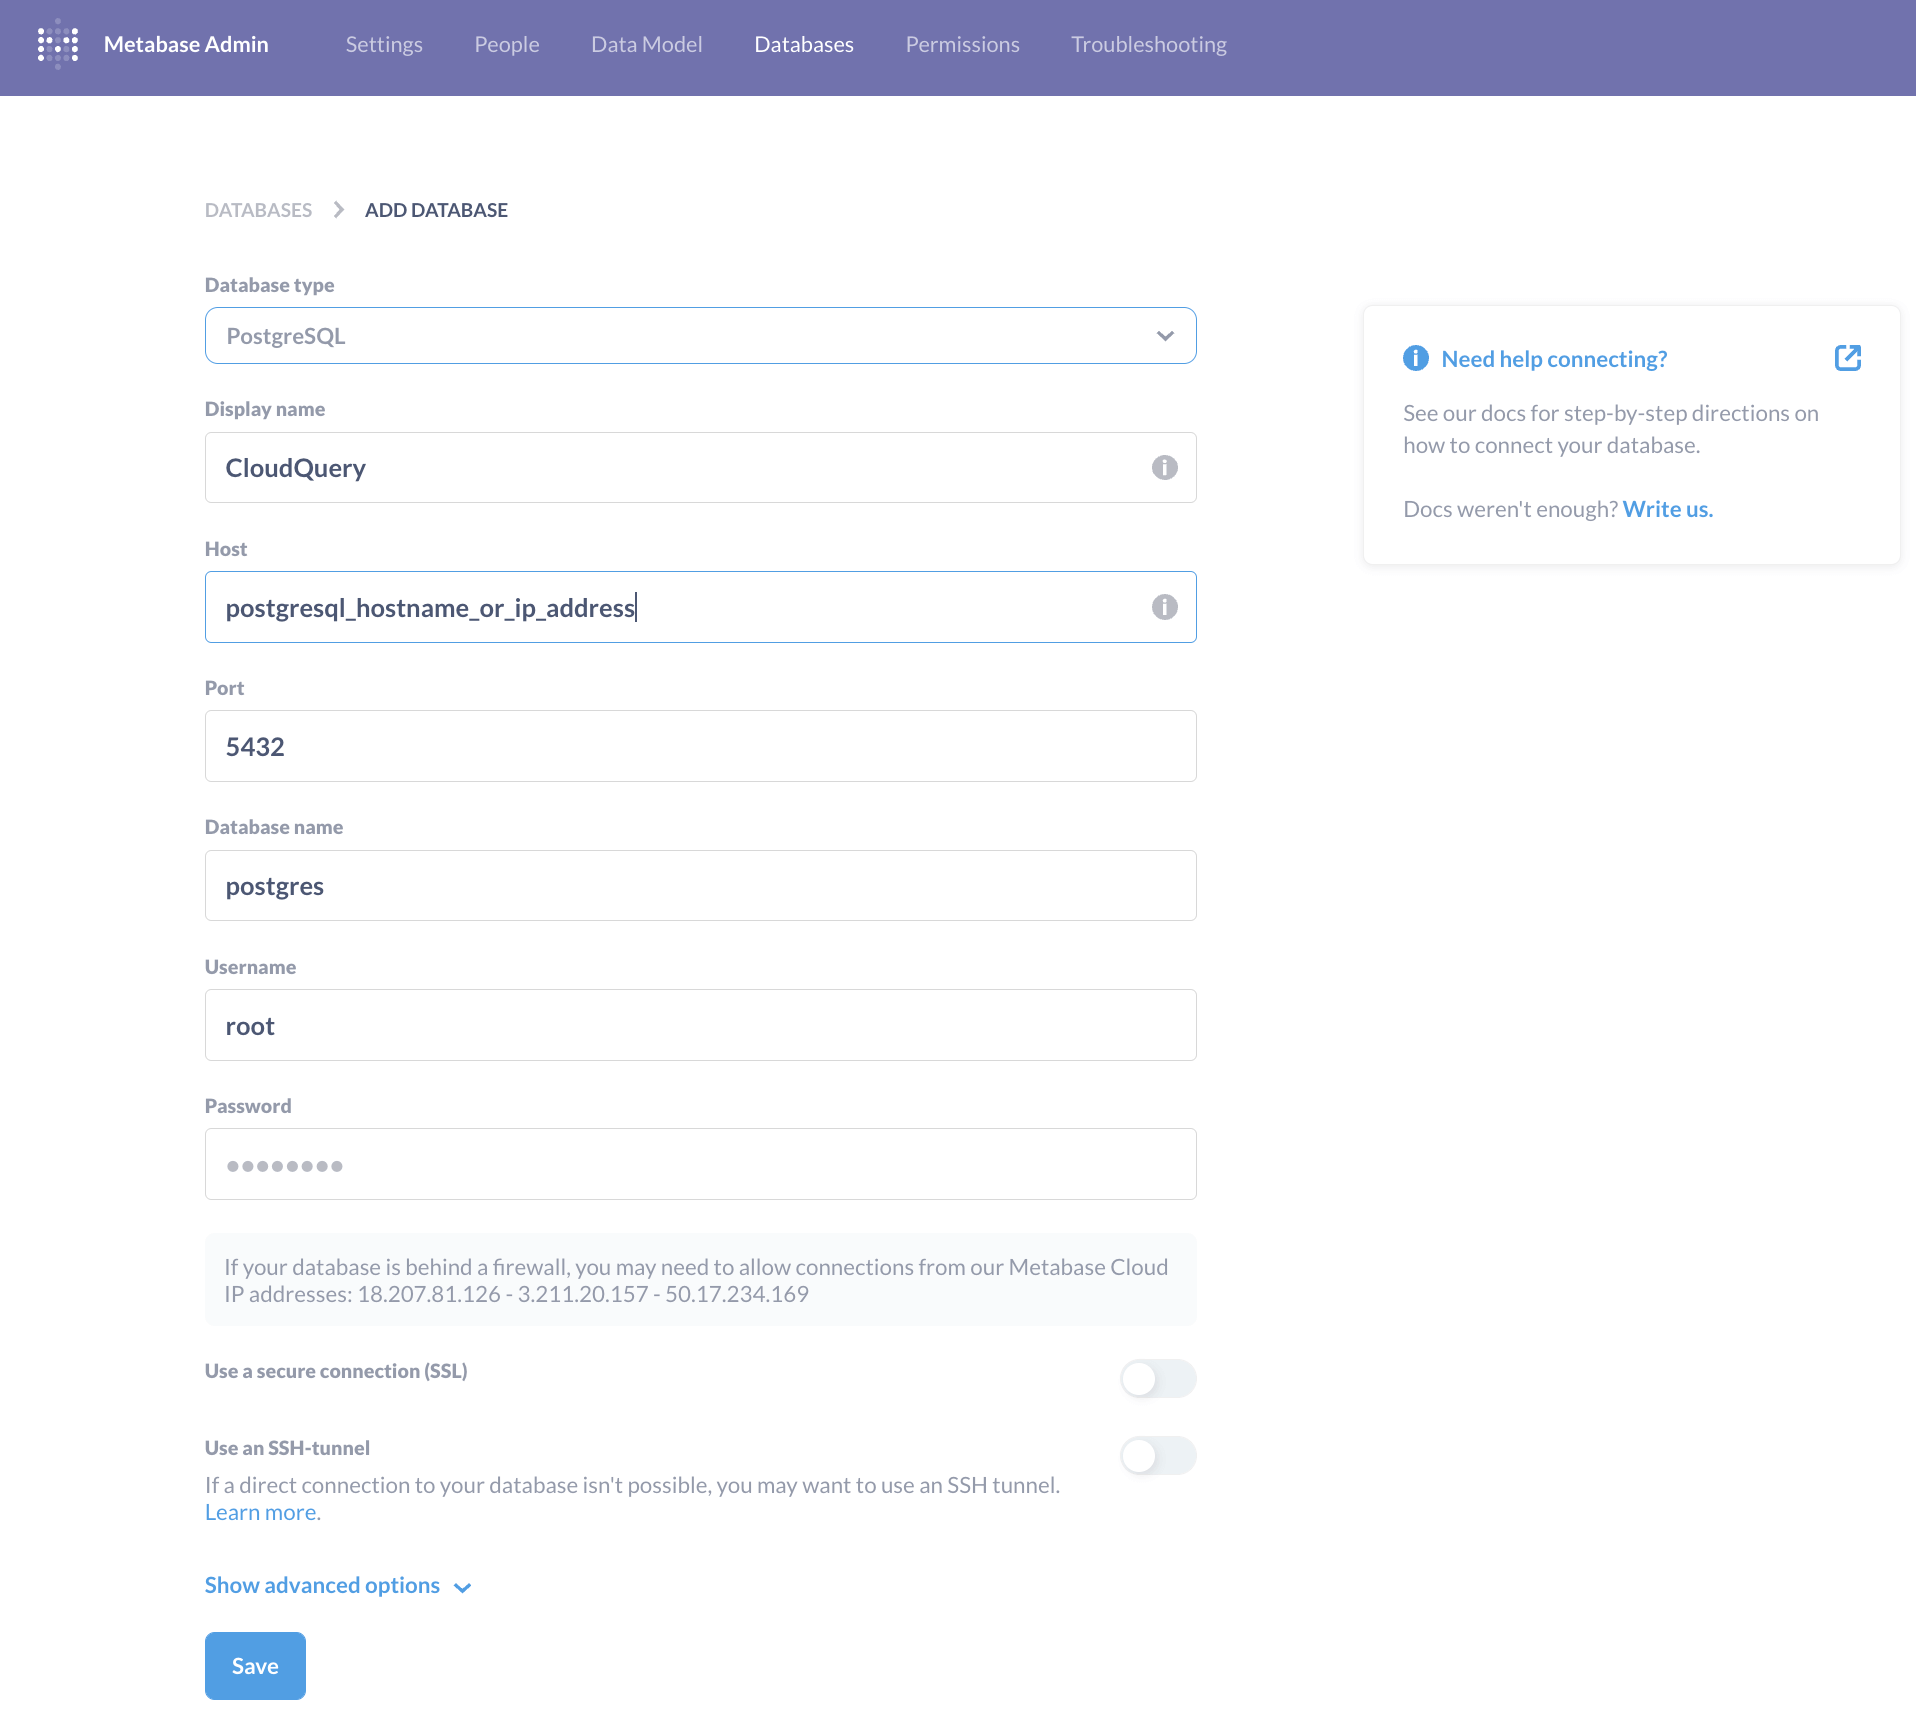 Metabase Admin Settings People Data Model Databases Permissions Troubleshooting
DATABASES ADD DATABASE
Database type
PostgreSQL
Display name
CloudQuery
Host
postgresql_hostname_or_ip_address
Port
5432
Database name
postgres
Username
root
Password
••••••••
If your database is behind a firewall, you may need to allow connections from our Metabase Cloud
IP addresses: 18.207.81.126 - 3.211.20.157 - 50.17.234.169
Use a secure connection (SSL)
Use an SSH-tunnel
If a direct connection to your database isn't possible, you may want to use an SSH tunnel.
Learn more.
Show advanced options
Save
Need help connecting?
See our docs for step-by-step directions on
how to connect your database.
Docs weren't enough? Write us.